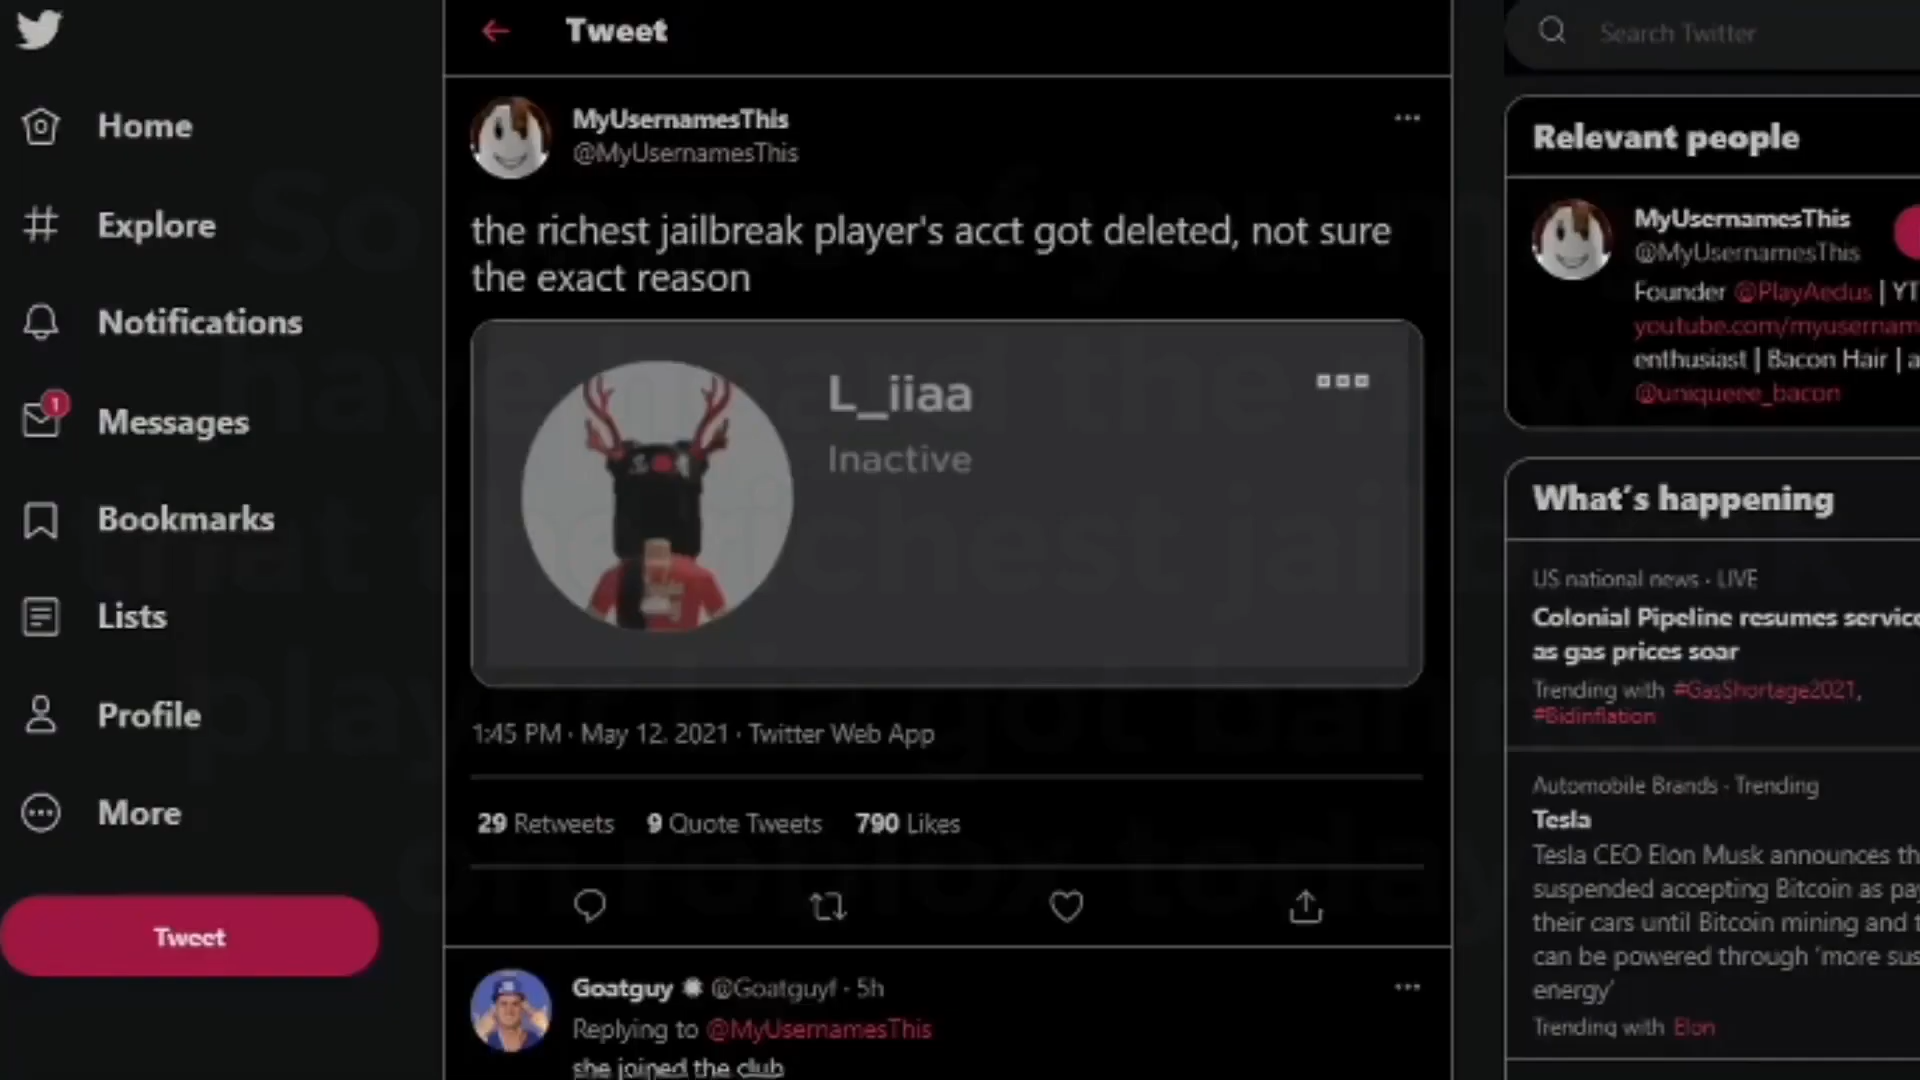 Home
Explore
Notifications
1
Messages
Bookmarks
Lists
Profile
More
Tweet
Tweet
MyUsernamesThis
@MyUsernamesThis
the richest jailbreak player's acct got deleted, not sure
the exact reason
L_iiaa
Inactive
1:45 PM · May 12, 2021 · Twitter Web App
29 Retweets 9 Quote Tweets 790 Likes
Goatguy @Goatguyf · 5h
Replying to @MyUsernamesThis
she joined the club
Search Twitter
Relevant people
MyUsernamesThis
@MyUsernamesThis
Founder @PlayAedus | YT
youtube.com/myusernam
enthusiast | Bacon Hair | a
@uniqueee_bacon
What's happening
US national news · LIVE
Colonial Pipeline resumes service
as gas prices soar
Trending with #GasShortage2021,
#Bidinflation
Automobile Brands · Trending
Tesla
Tesla CEO Elon Musk announces th
suspended accepting Bitcoin as pay
their cars until Bitcoin mining and t
can be powered through 'more sus
energy'
Trending with Elon